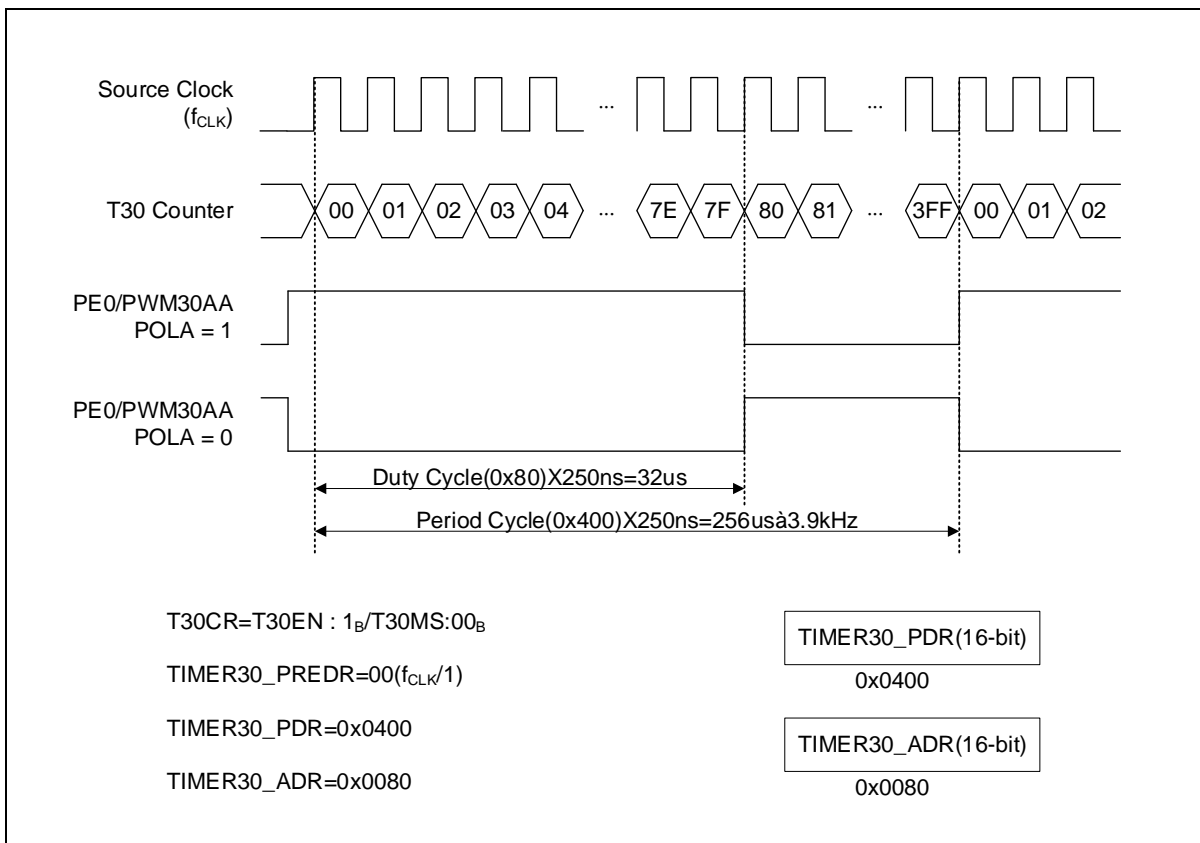 Source Clock
(fCLK)
...
...
T30 Counter
00 01 02 03 04 ... 7E 7F 80 81 ... 3FF 00 01 02
PE0/PWM30AA
POLA = 1
PE0/PWM30AA
POLA = 0
Duty Cycle(0x80)X250ns=32us
Period Cycle(0x400)X250ns=256usà3.9kHz
T30CR=T30EN : 1B/T30MS:00B
TIMER30_PREDR=00(fCLK/1)
TIMER30_PDR=0x0400
TIMER30_ADR=0x0080
TIMER30_PDR(16-bit)
0x0400
TIMER30_ADR(16-bit)
0x0080